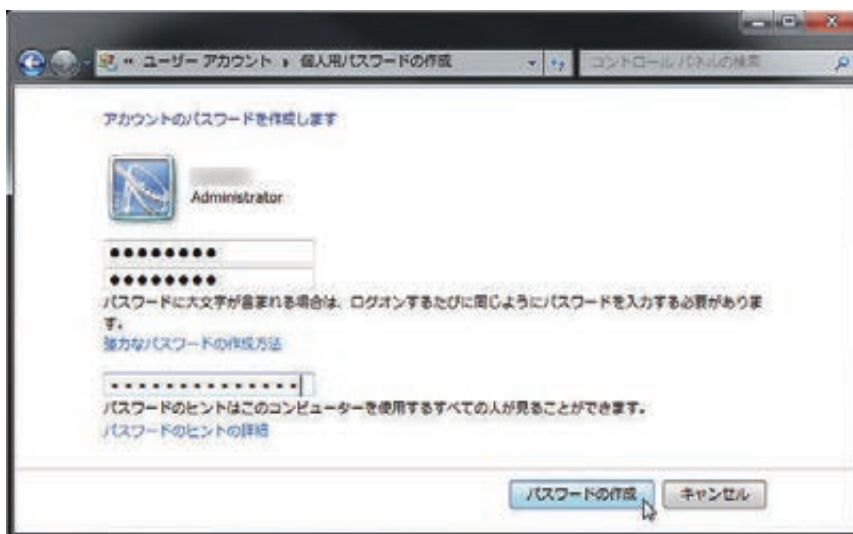 « ユーザー アカウント ▸ 個人用パスワードの作成
コントロール パネルの検索
アカウントのパスワードを作成します
Administrator
●●●●●●●●
●●●●●●●●
パスワードに大文字が含まれる場合は、ログオンするたびに同じようにパスワードを入力する必要がありま
す。
強力なパスワードの作成方法
••••••••••••••
パスワードのヒントはこのコンピューターを使用するすべての人が見ることができます。
パスワードのヒントの詳細
パスワードの作成
キャンセル